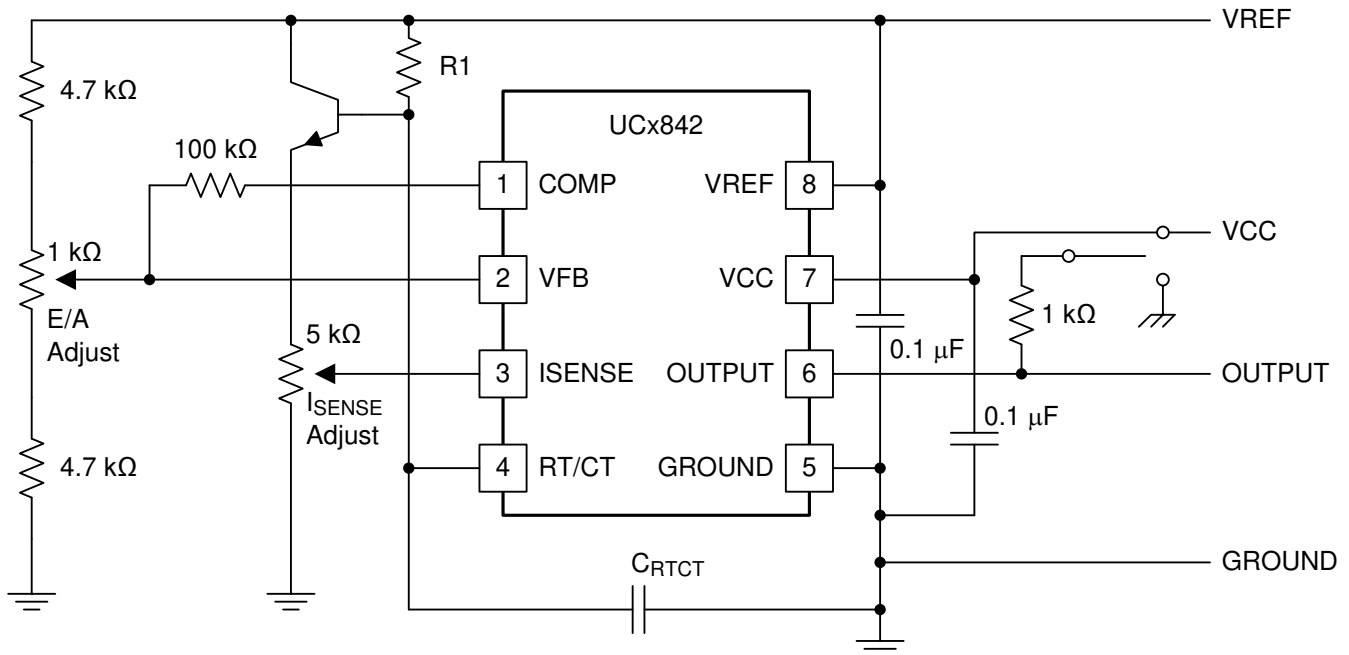 VREF
R1
4.7 kΩ
UCx842
100 kΩ
1 COMP
VREF 8
1 kΩ
VCC
2 VFB
VCC 7
E/A
Adjust
5 kΩ
1 kΩ
0.1 µF
3 ISENSE
OUTPUT 6
OUTPUT
ISENSE
Adjust
0.1 µF
4.7 kΩ
4 RT/CT
GROUND 5
CRTCT
GROUND